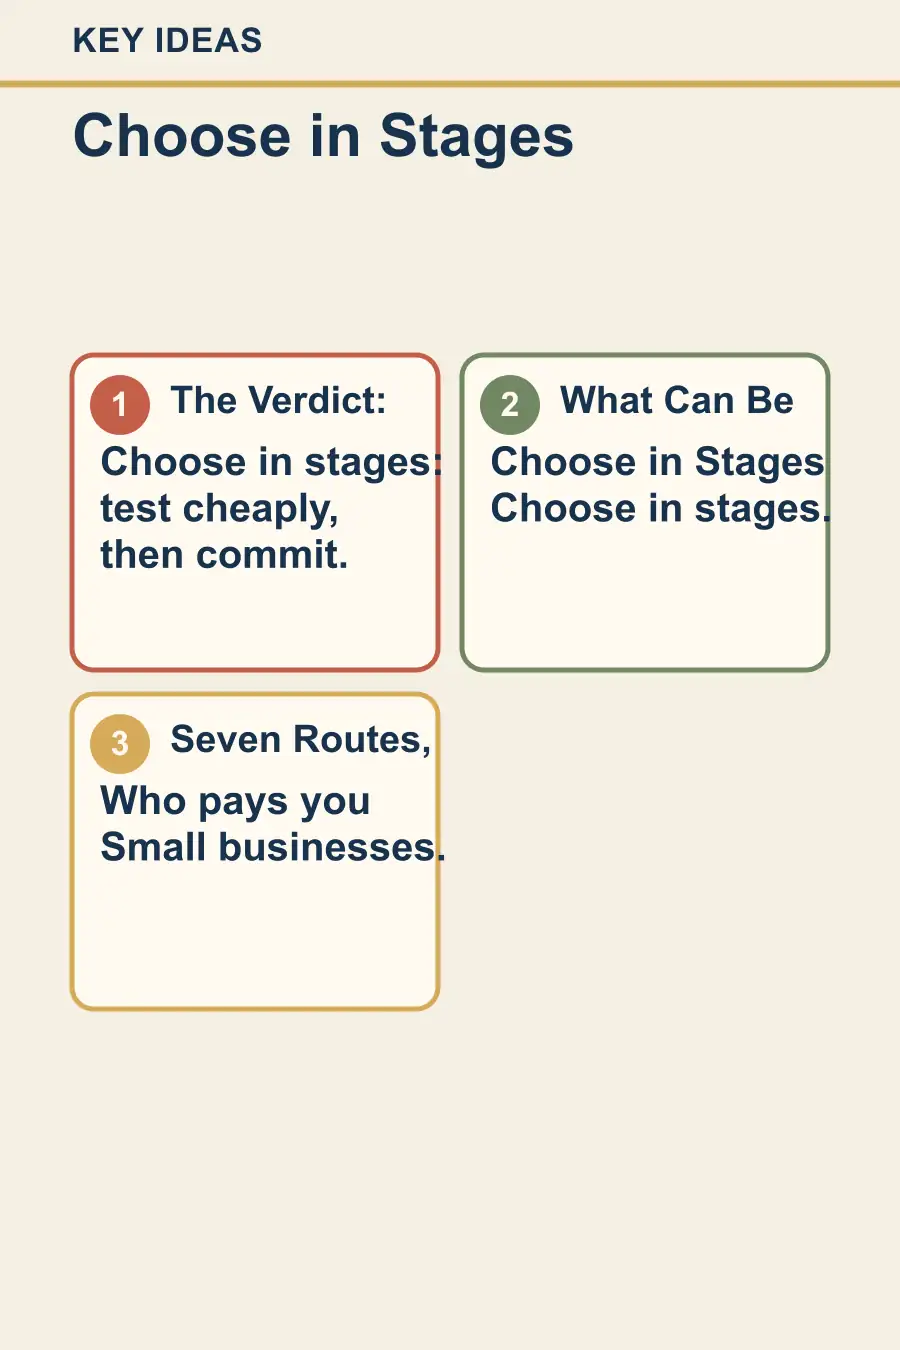 KEY IDEAS
Choose in Stages
1 The Verdict:
Choose in stages:
test cheaply,
then commit.
2 What Can Be
Choose in Stages
Choose in stages.
3 Seven Routes,
Who pays you
Small businesses.